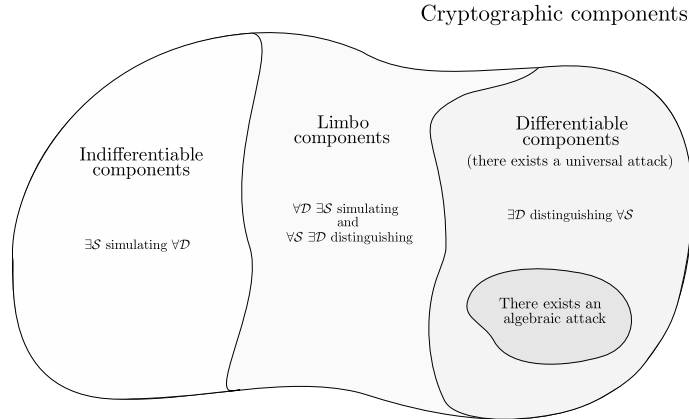 Cryptographic components
Indifferentiable
components
∃𝒮 simulating ∀𝒟
Limbo
components
∀𝒟 ∃𝒮 simulating
and
∀𝒮 ∃𝒟 distinguishing
Differentiable
components
(there exists a universal attack)
∃𝒟 distinguishing ∀𝒮
There exists an
algebraic attack